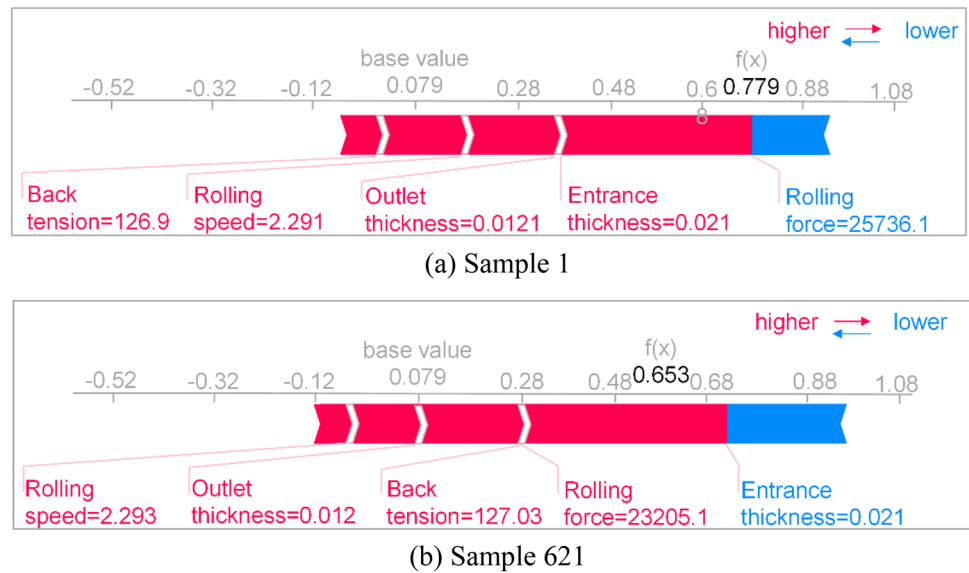 higher lower
base value f(x)
-0.52 -0.32 -0.12 0.079 0.28 0.48 0.68 0.779 0.88 1.08
Back tension=126.9
Rolling speed=2.291
Outlet thickness=0.0121
Entrance thickness=0.021
Rolling force=25736.1
(a) Sample 1
higher lower
base value f(x)
-0.52 -0.32 -0.12 0.079 0.28 0.48 0.653 0.68 0.88 1.08
Rolling speed=2.293
Outlet thickness=0.012
Back tension=127.03
Rolling force=23205.1
Entrance thickness=0.021
(b) Sample 621